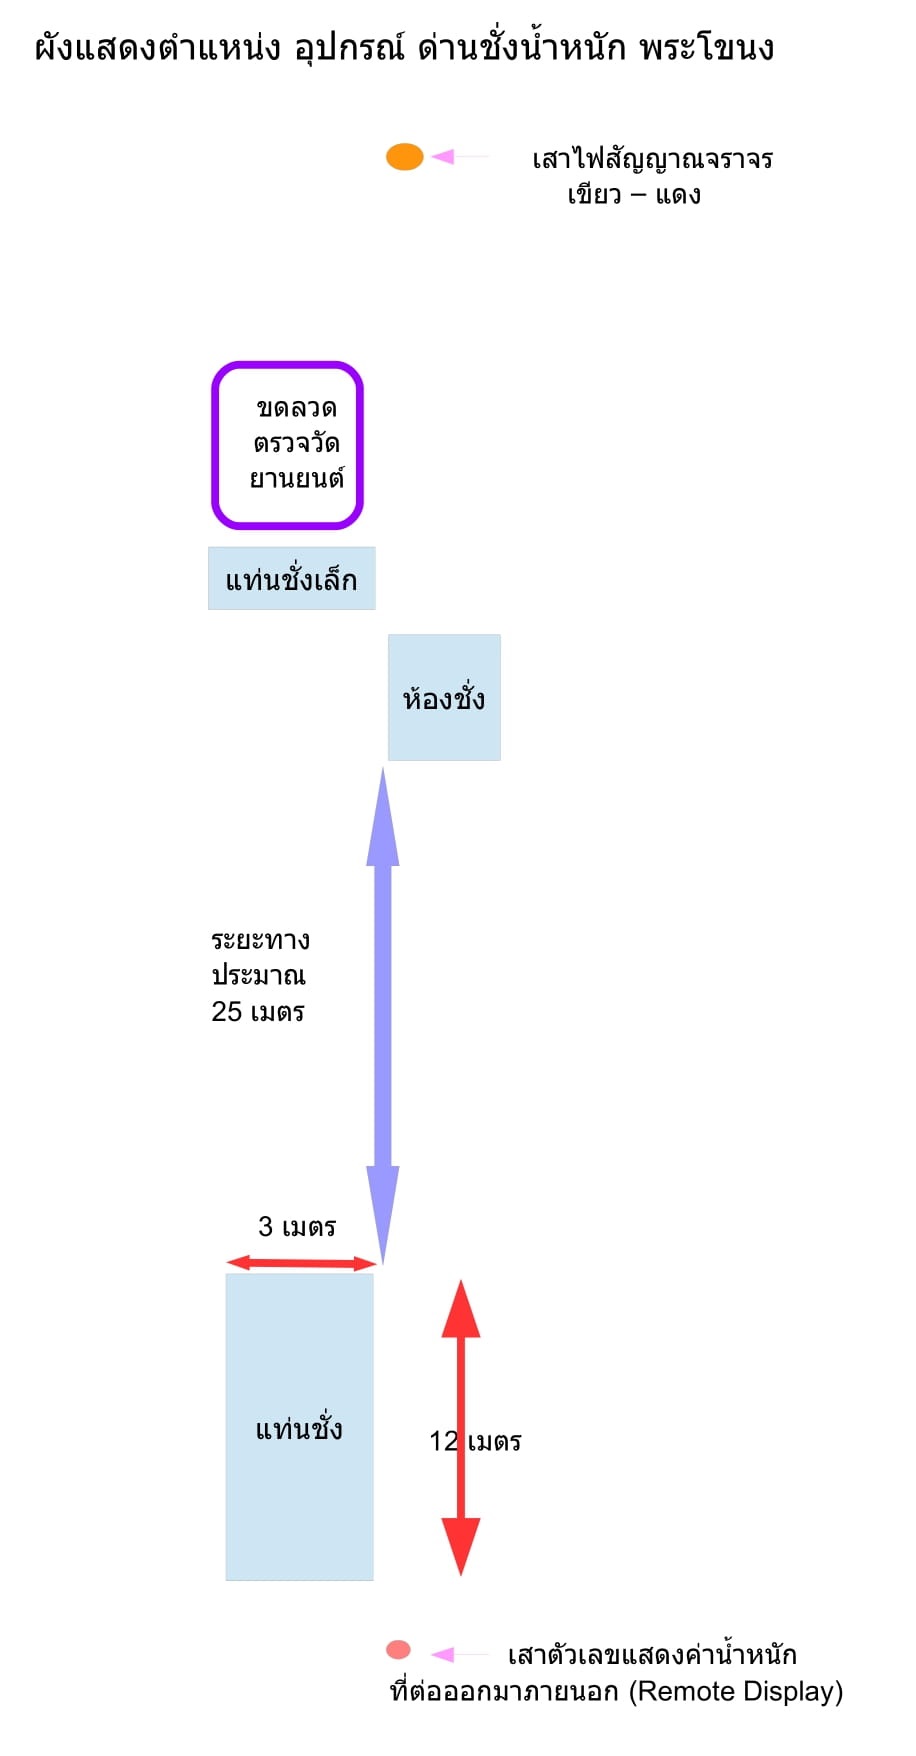 ผังแสดงตำแหน่ง อุปกรณ์ ด่านชั่งน้ำหนัก พระโขนง
เสาไฟสัญญาณจราจร
เขียว – แดง
ขดลวด
ตรวจวัด
ยานยนต์
แท่นชั่งเล็ก
ห้องชั่ง
ระยะทาง
ประมาณ
25 เมตร
3 เมตร
แท่นชั่ง
12 เมตร
เสาตัวเลขแสดงค่าน้ำหนัก
ที่ต่อออกมาภายนอก (Remote Display)